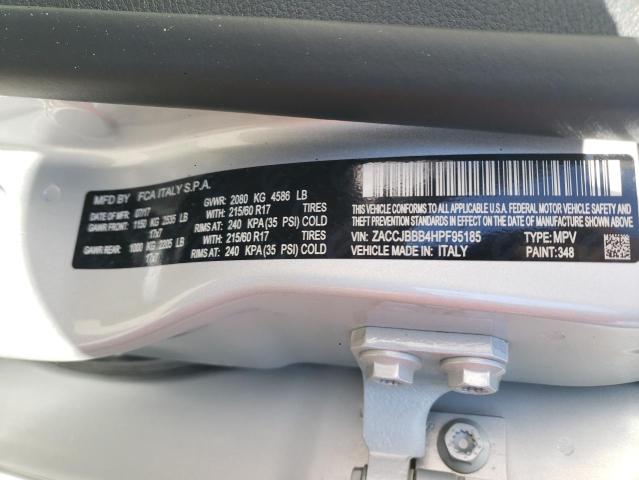 MFD BY FCA ITALY S.P.A.
DATE OF MFR 07/17 GVWR: 2080 KG 4586 LB
GAWR FRONT: 1150 KG 2535 LB WITH: 215/60 R17 TIRES
17x7 RIMS AT: 240 KPA(35 PSI) COLD
GAWR REAR: 1000 KG 2205 LB WITH: 215/60 R17 TIRES
17x7 RIMS AT: 240 KPA(35 PSI) COLD
THIS VEHICLE CONFORMS TO ALL APPLICABLE U.S.A. FEDERAL MOTOR VEHICLE SAFETY
AND THEFT PREVENTION STANDARDS IN EFFECT ON THE DATE OF MANUFACTURE SHOWN ABOVE
VIN: ZACCJBBB4HPF95185 TYPE: MPV
VEHICLE MADE IN: ITALY PAINT: 348